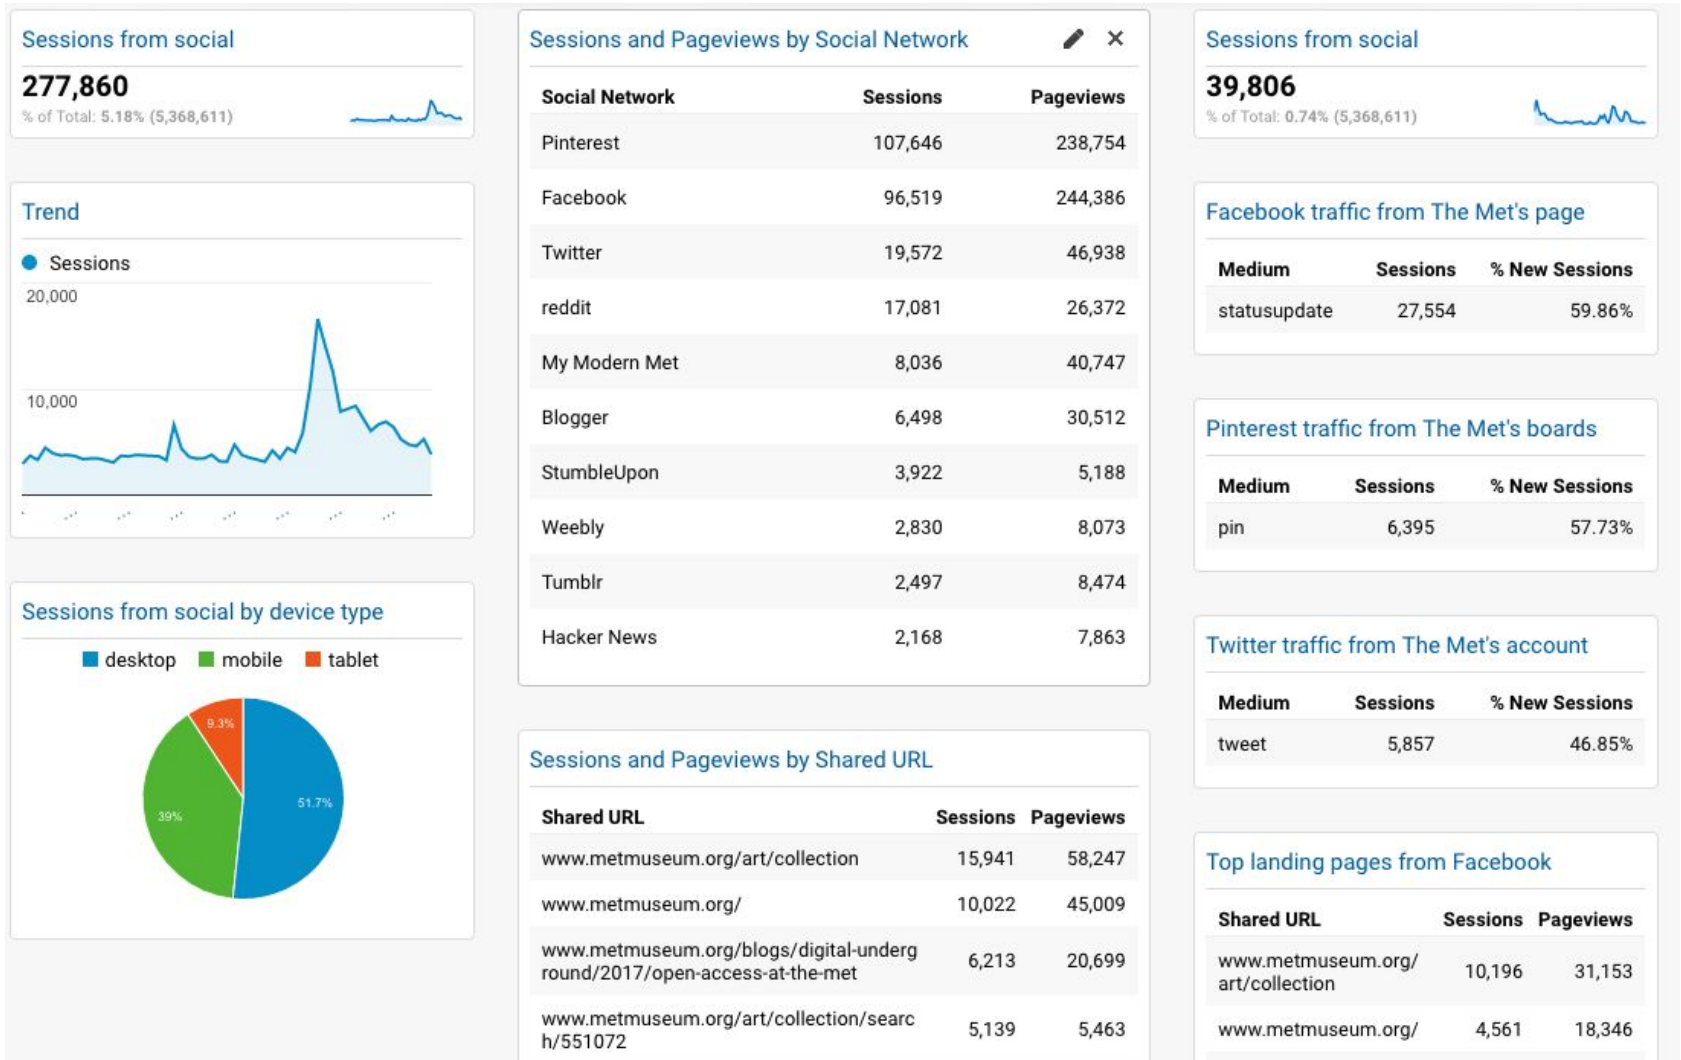 Sessions from social
277,860
% of Total: 5.18% (5,368,611)
Trend
Sessions
20,000
10,000
Sessions from social by device type
desktop mobile tablet
9.3%
51.7%
39%
Sessions and Pageviews by Social Network
Social Network Sessions Pageviews
Pinterest 107,646 238,754
Facebook 96,519 244,386
Twitter 19,572 46,938
reddit 17,081 26,372
My Modern Met 8,036 40,747
Blogger 6,498 30,512
StumbleUpon 3,922 5,188
Weebly 2,830 8,073
Tumblr 2,497 8,474
Hacker News 2,168 7,863
Sessions and Pageviews by Shared URL
Shared URL Sessions Pageviews
www.metmuseum.org/art/collection 15,941 58,247
www.metmuseum.org/ 10,022 45,009
www.metmuseum.org/blogs/digital-underg
round/2017/open-access-at-the-met 6,213 20,699
www.metmuseum.org/art/collection/searc
h/551072 5,139 5,463
Sessions from social
39,806
% of Total: 0.74% (5,368,611)
Facebook traffic from The Met's page
Medium Sessions % New Sessions
statusupdate 27,554 59.86%
Pinterest traffic from The Met's boards
Medium Sessions % New Sessions
pin 6,395 57.73%
Twitter traffic from The Met's account
Medium Sessions % New Sessions
tweet 5,857 46.85%
Top landing pages from Facebook
Shared URL Sessions Pageviews
www.metmuseum.org/
art/collection 10,196 31,153
www.metmuseum.org/ 4,561 18,346